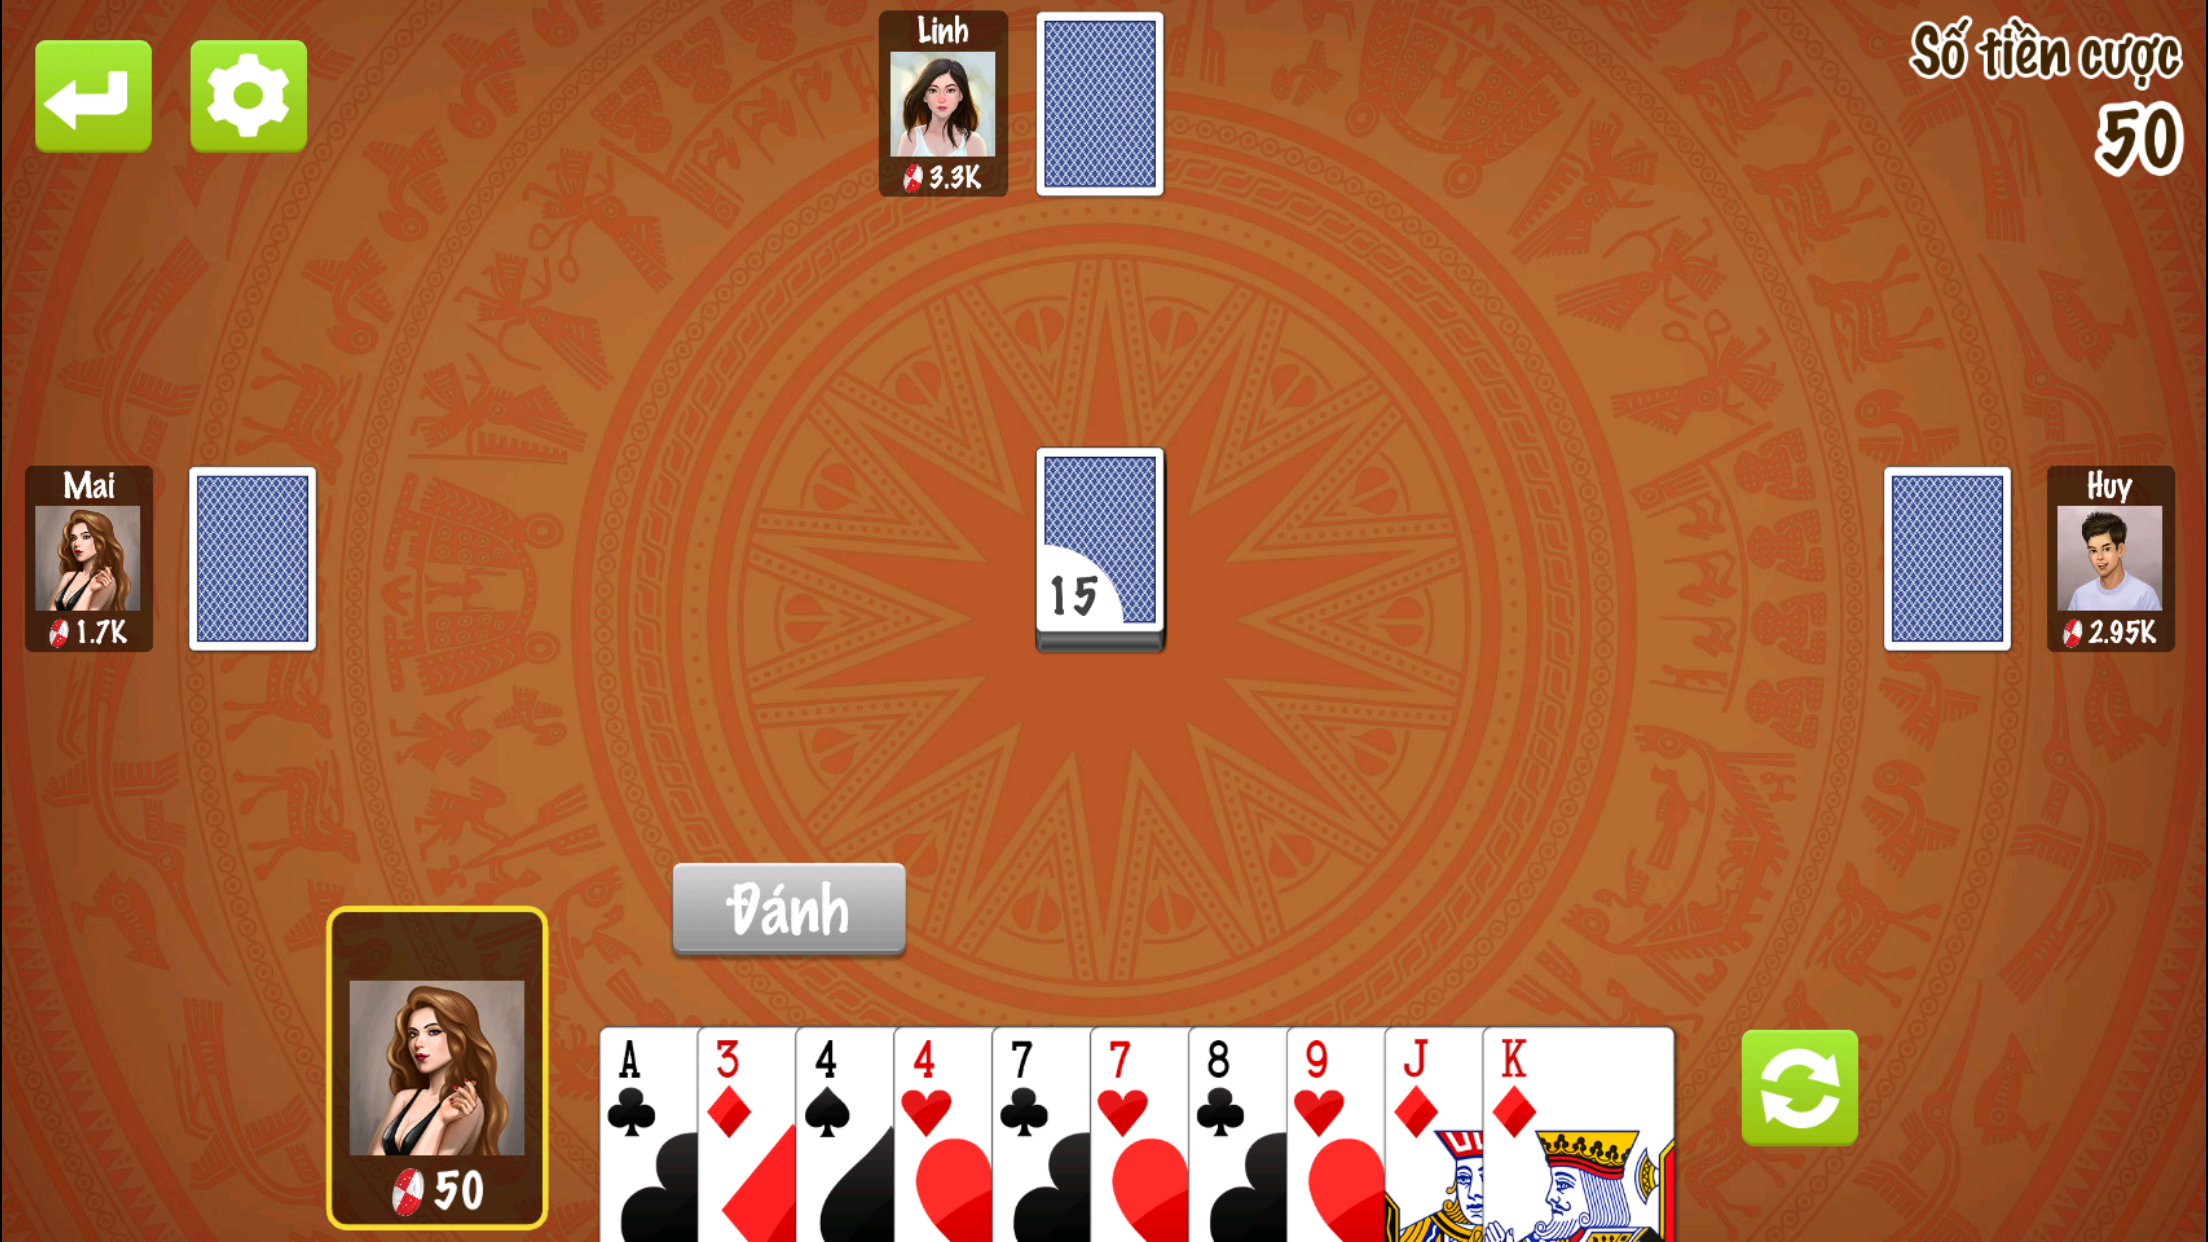 Linh
3.3K
Số tiền cược
50
Mai
1.7K
15
Huy
2.95K
Đánh
50
A 3 4 4 7 7 8 9 J K